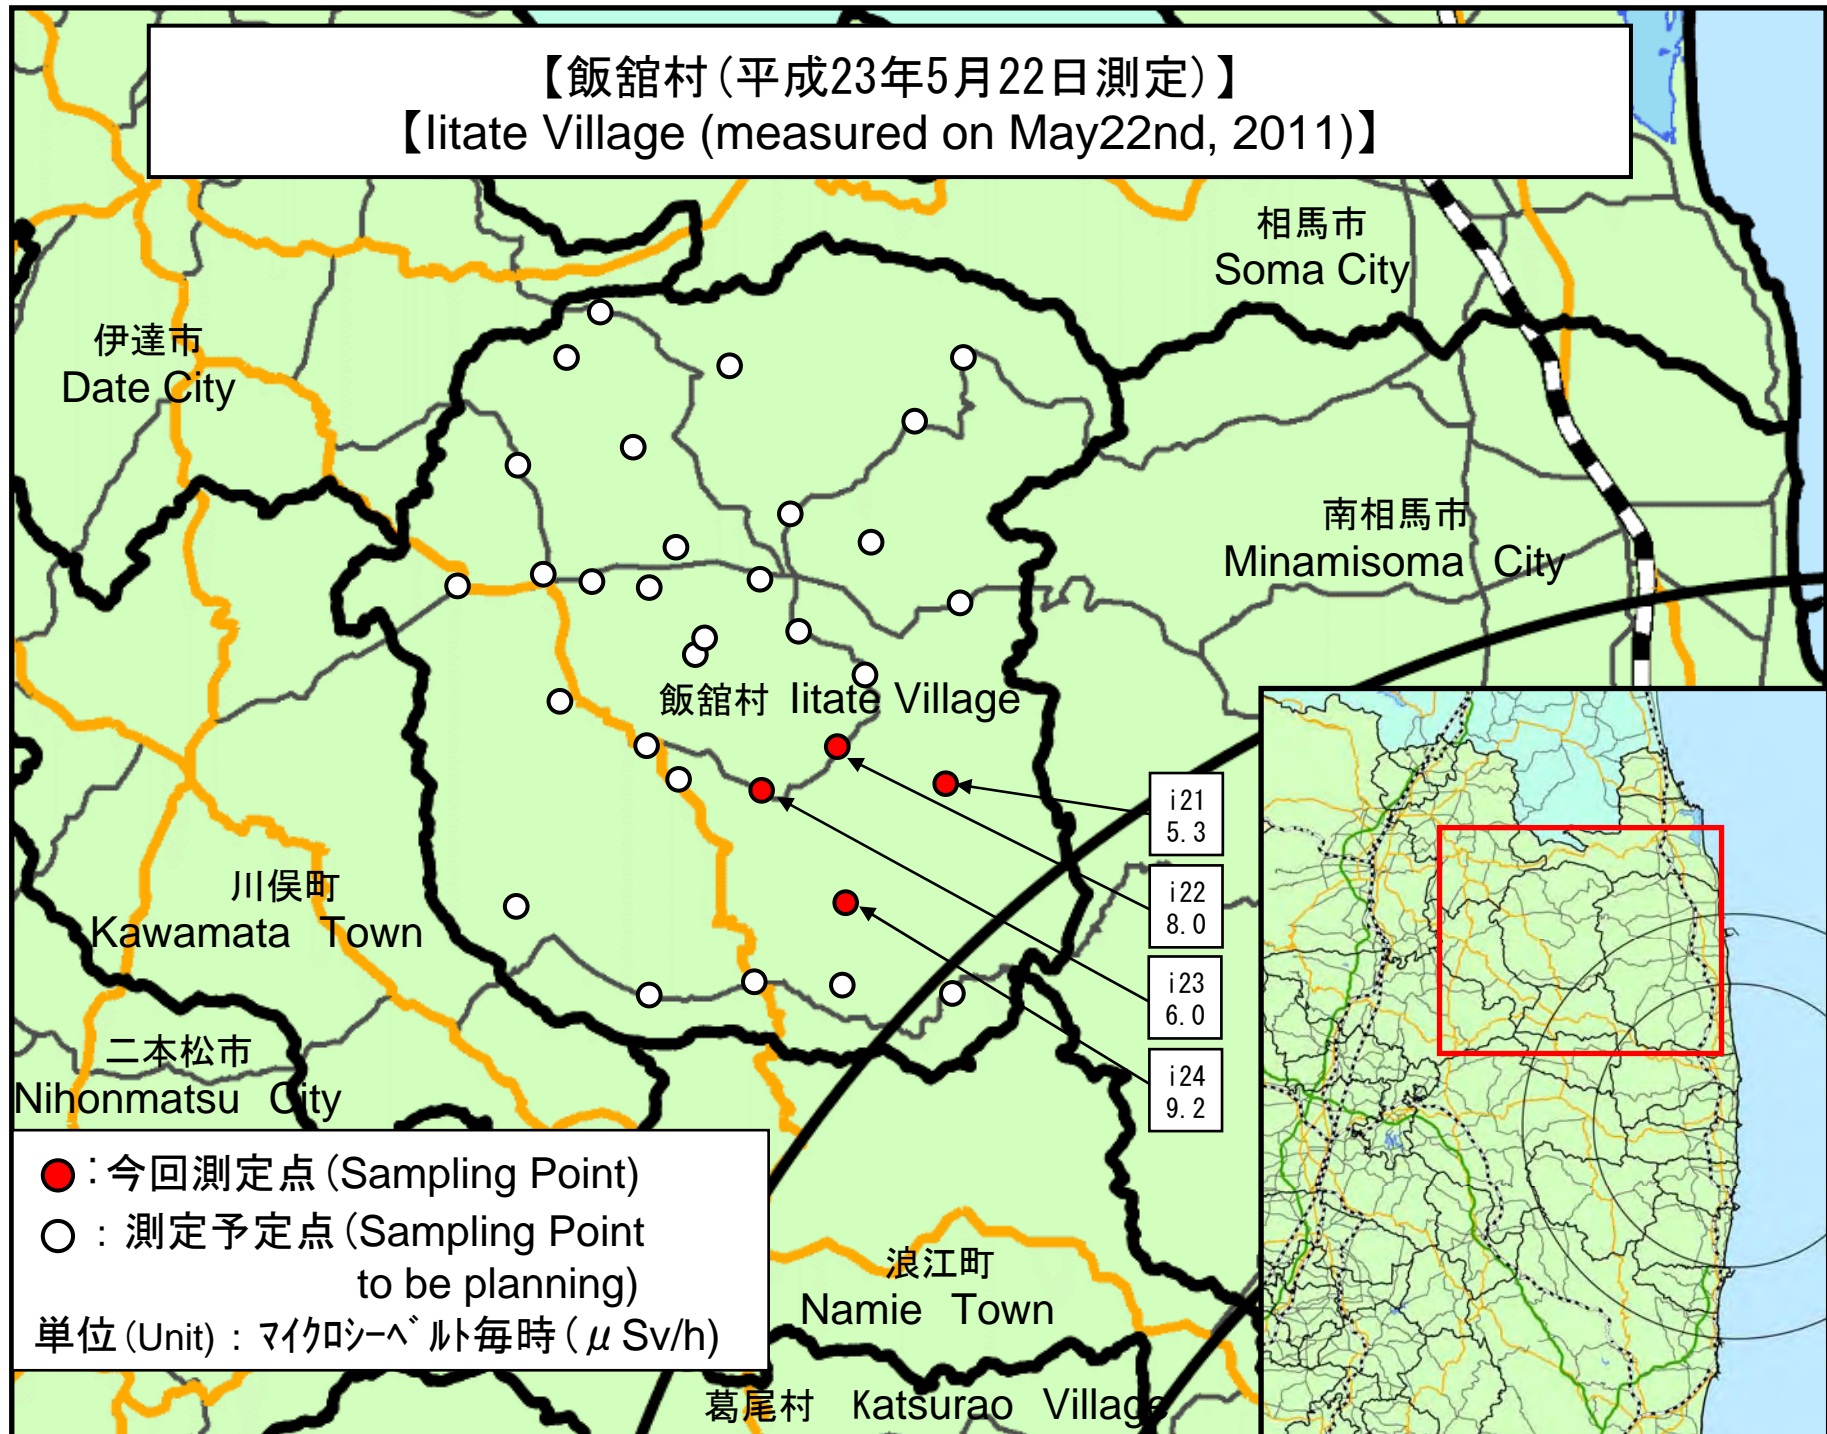 【飯舘村(平成23年5月22日測定)】
【Iitate Village (measured on May22nd, 2011)】
相馬市
Soma City
伊達市
Date City
南相馬市
Minamisoma City
飯舘村 Iitate Village
i21
5.3
i22
8.0
川俣町
Kawamata Town
i23
6.0
二本松市
Nihonmatsu City
i24
9.2
●:今回測定点(Sampling Point)
○:測定予定点(Sampling Point
to be planning)
単位(Unit):マイクロシーベルト毎時(μSv/h)
浪江町
Namie Town
葛尾村 Katsurao Village